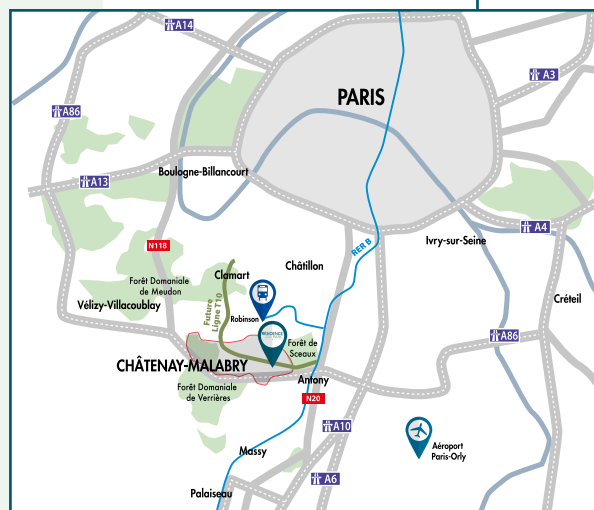 A14
A3
PARIS
A86
Boulogne-Billancourt
A13
A4
N118
RER B
Ivry-sur-Seine
Châtillon
Clamart
Forêt Domaniale
de Meudon
Créteil
Vélizy-Villacoublay
Future
Ligne T10
Robinson
RÉSIDENCE
A86
Forêt de
Sceaux
CHÂTENAY-MALABRY
Antony
Forêt Domaniale
de Verrières
N20
A10
Aéroport
Paris-Orly
Massy
A6
Palaiseau